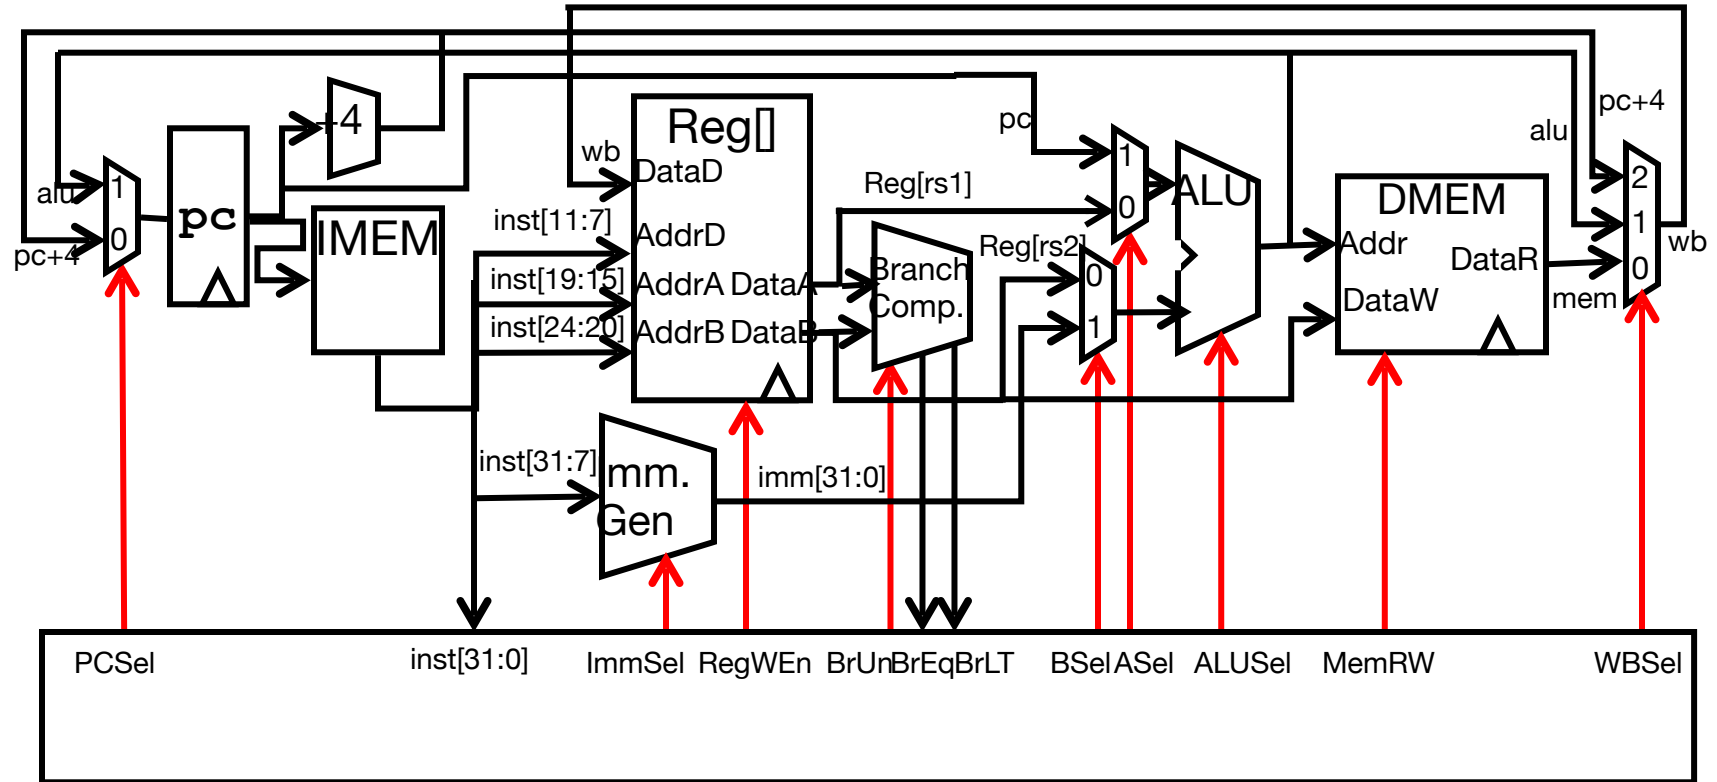 Reg[]
pc+4
+4
pc
alu
wb
DataD
Reg[rs1]
1
ALU
2
alu
1
pc
0
DMEM
inst[11:7]
0
1
IMEM
AddrD
Reg[rs2]
Addr
wb
pc+4
0
DataR
0
inst[19:15]
AddrA DataA
Branch
Comp.
0
mem
DataW
inst[24:20]
AddrB DataB
1
inst[31:7]
mm.
imm[31:0]
Gen
PCSel
inst[31:0]
ImmSel
RegWEn
BrUn
BrEq
BrLT
BSel
ASel
ALUSel
MemRW
WBSel